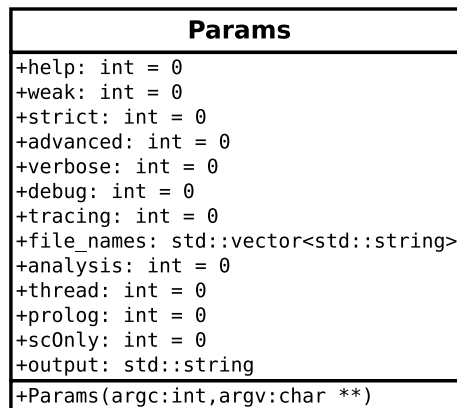 Params
+help: int = 0
+weak: int = 0
+strict: int = 0
+advanced: int = 0
+verbose: int = 0
+debug: int = 0
+tracing: int = 0
+file_names: std::vector<std::string>
+analysis: int = 0
+thread: int = 0
+prolog: int = 0
+scOnly: int = 0
+output: std::string
+Params(argc:int,argv:char **)